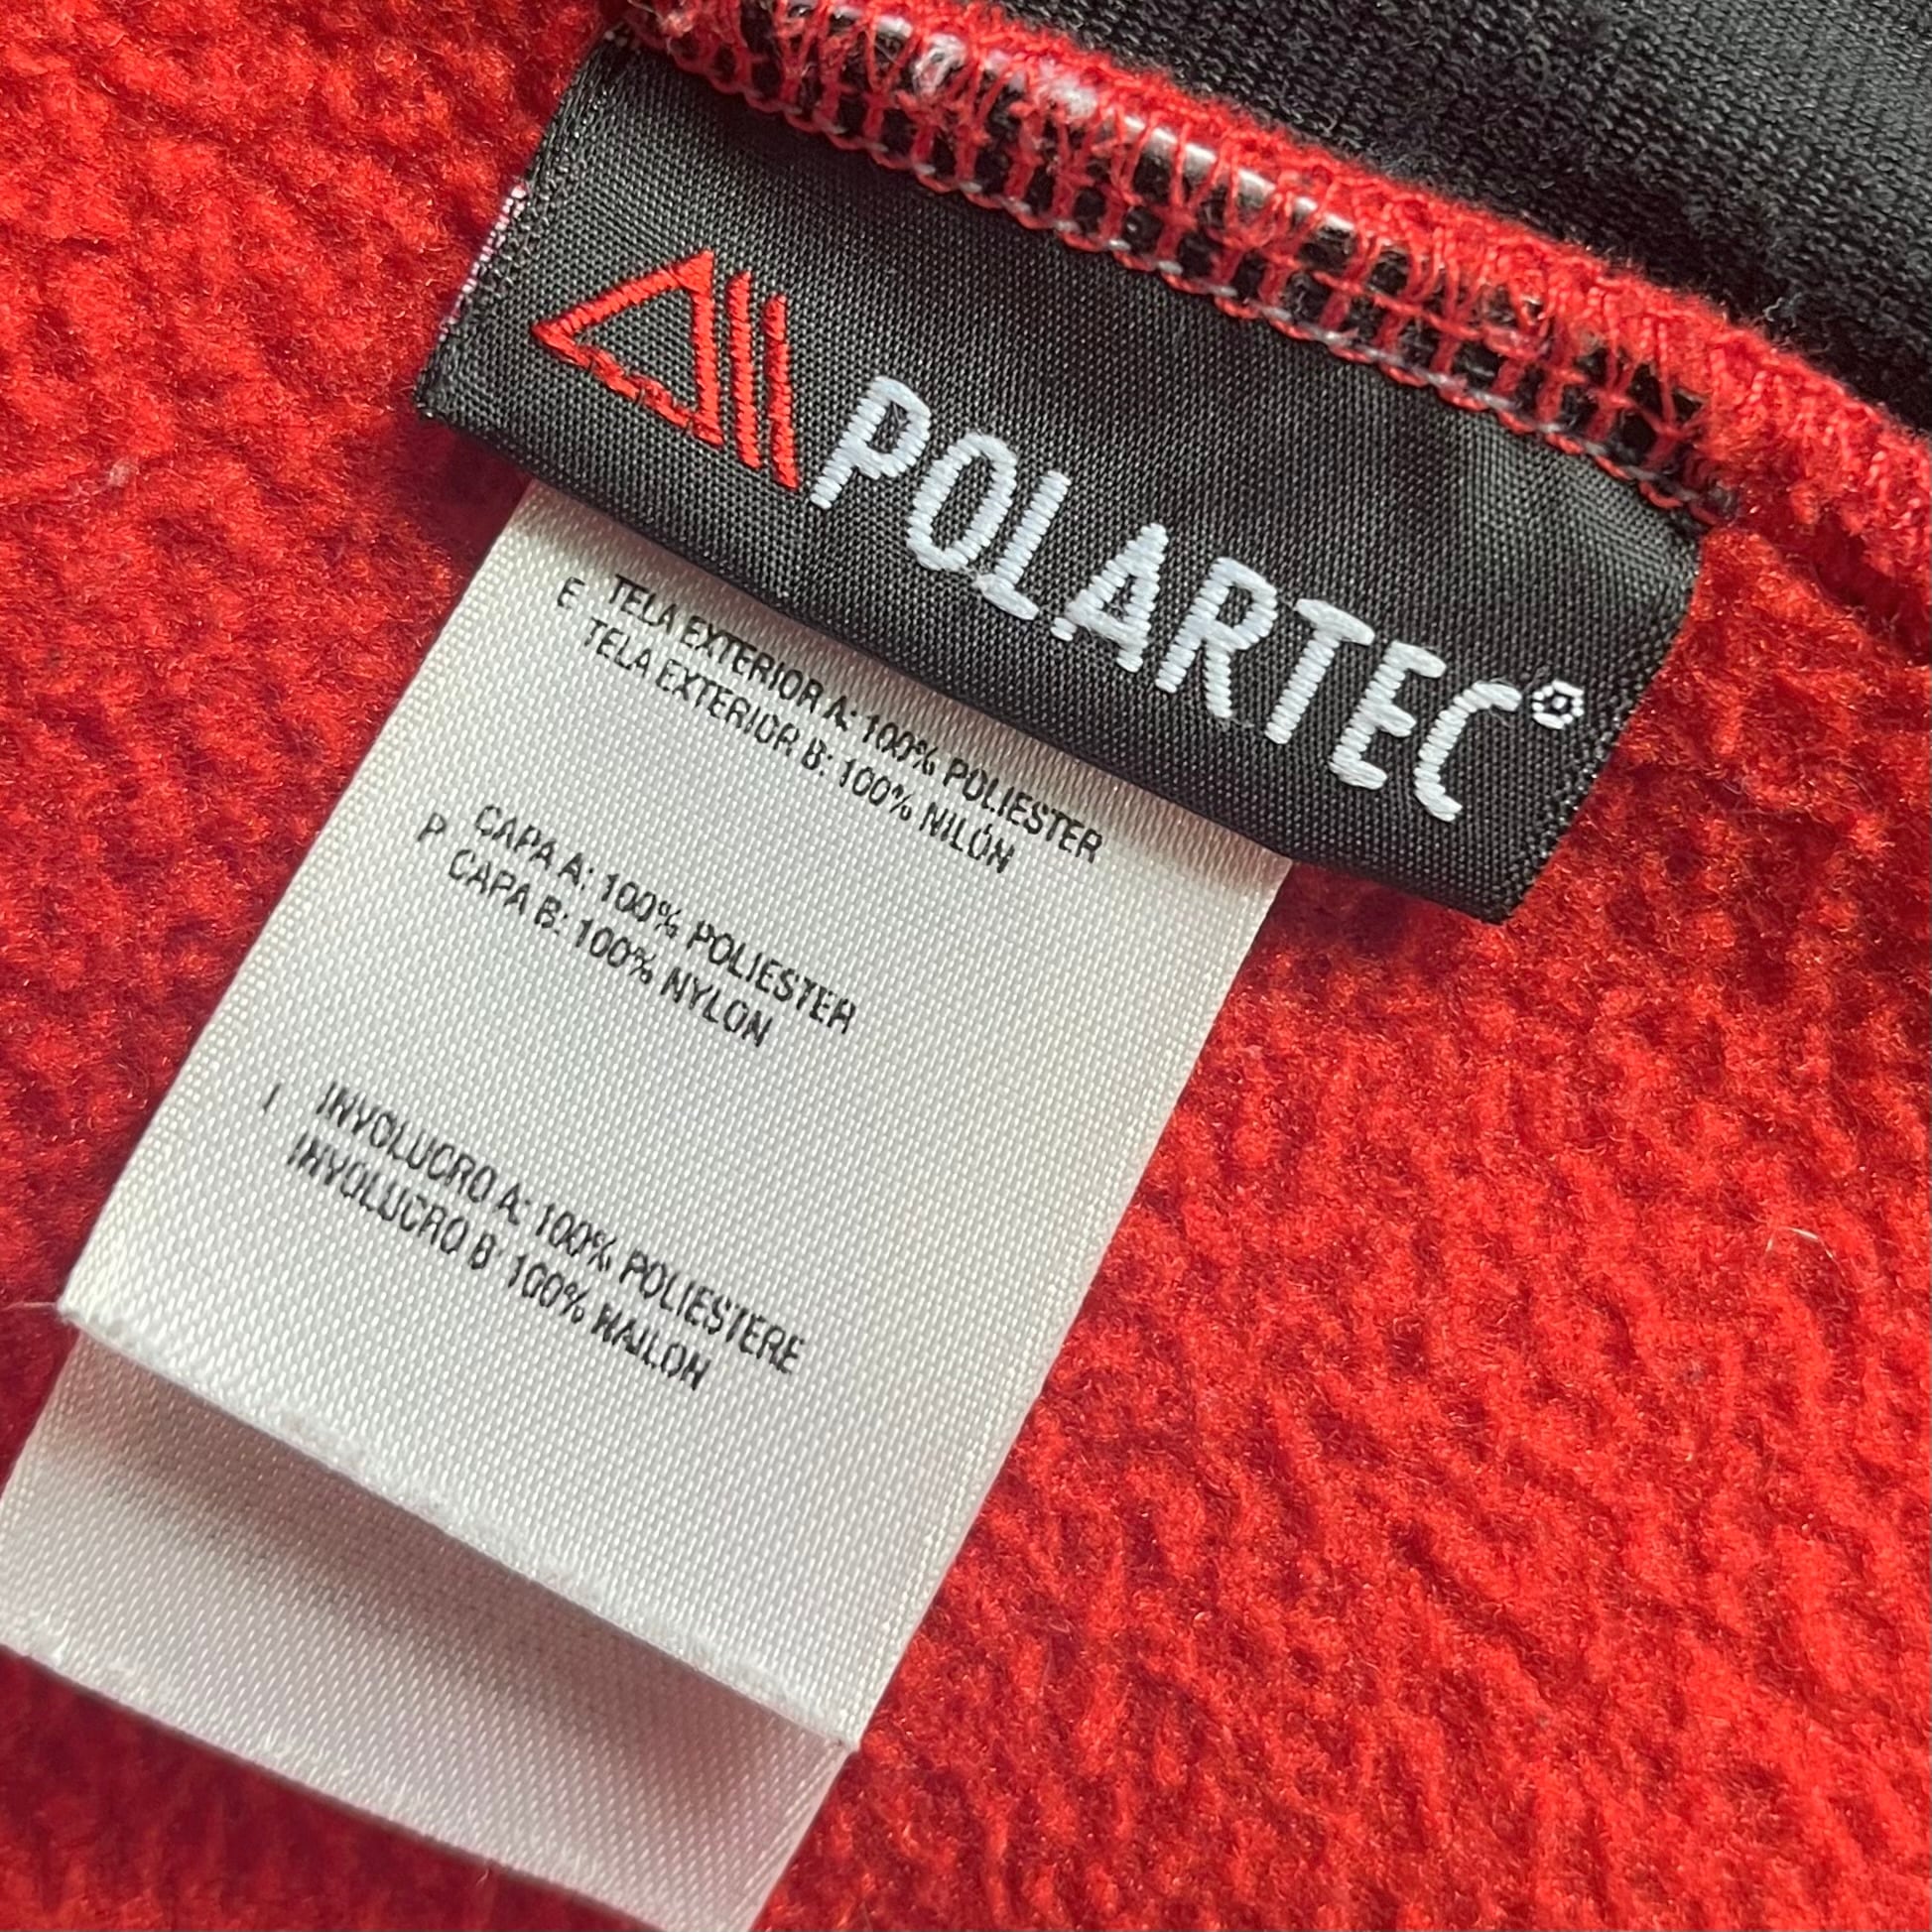 POLARTEC®
E TELA EXTERIOR A: 100% POLIESTER
TELA EXTERIOR B: 100% NILÓN
P CAPA A: 100% POLIESTER
CAPA B: 100% NYLON
I INVOLUCRO A: 100% POLIESTERE
INVOLUCRO B: 100% NAILON